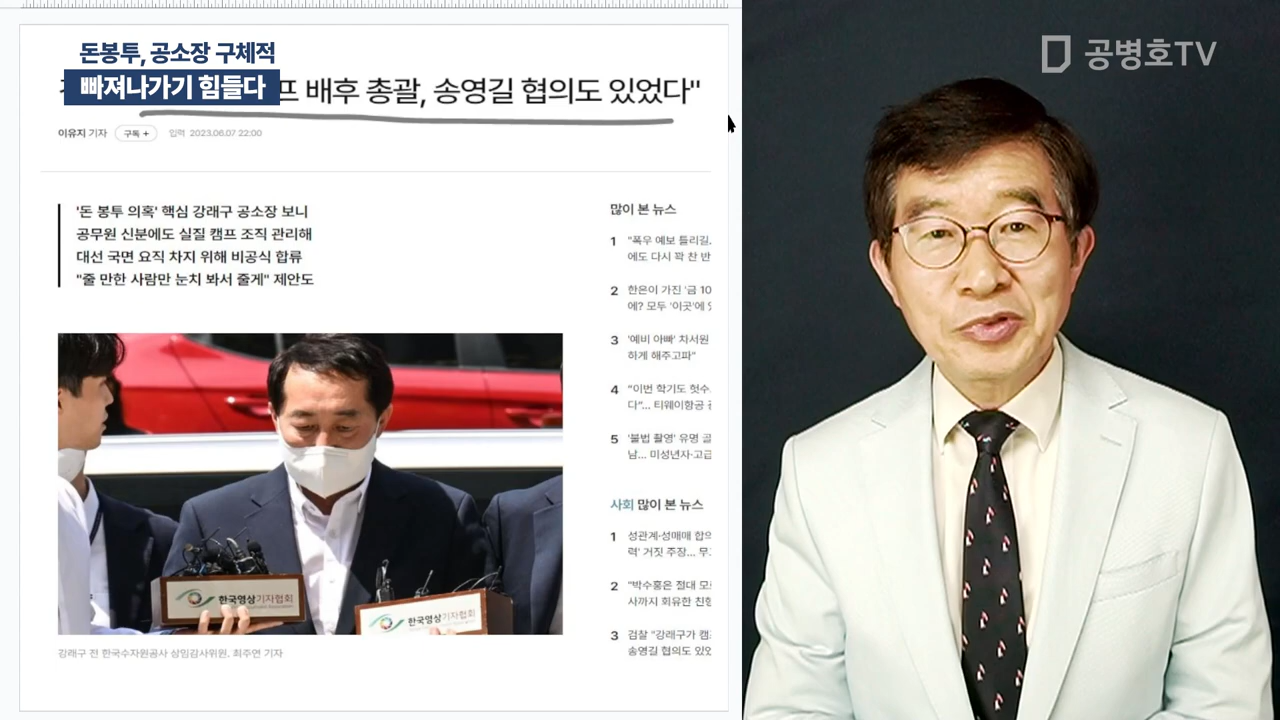 돈봉투, 공소장 구체적
빠져나가기 힘들다
프 배후 총괄, 송영길 협의도 있었다"
이유지 기자
구독 +
입력 2023.06.07 22:00
'돈 봉투 의혹' 핵심 강래구 공소장 보니
공무원 신분에도 실질 캠프 조직 관리해
대선 국면 요직 차지 위해 비공식 합류
"줄 만한 사람만 눈치 봐서 줄게" 제안도
한국영상기자협회
한국영상기자협회
강래구 전 한국수자원공사 상임감사위원. 최주연 기자
많이 본 뉴스
1 "폭우 예보 틀리길.
에도 다시 꽉 찬 반
2 한은이 가진 '금 10
에? 모두 '이곳'에
3 '예비 아빠' 차서원
하게 해주고파"
4 "이번 학기도 헛수
다"... 티웨이항공
5 '불법 촬영' 유명 골
남... 미성년자·고급
사회 많이 본 뉴스
1 성관계·성매매 합의
력' 거짓 주장... 무
2 "박수홍은 절대 모
사까지 회유한 친형
3 검찰 "강래구가 캠
송영길 협의도 있었
공병호TV